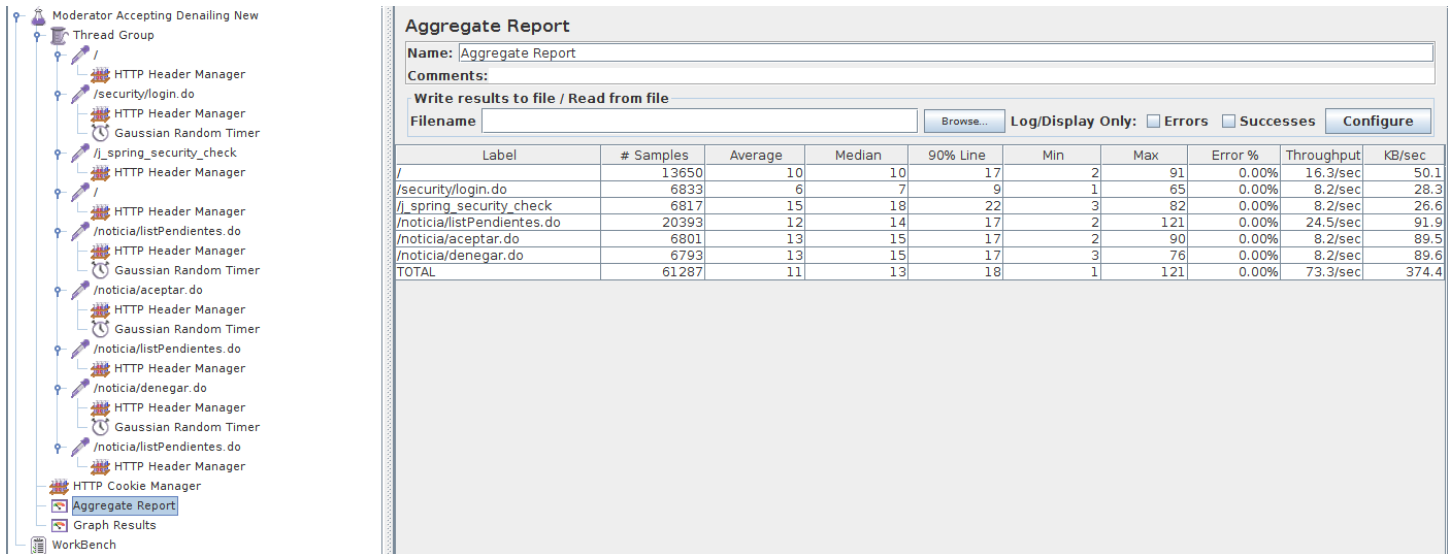 Moderator Accepting Denailing New
Thread Group
/
HTTP Header Manager
/security/login.do
HTTP Header Manager
Gaussian Random Timer
/j_spring_security_check
HTTP Header Manager
/
HTTP Header Manager
/noticia/listPendientes.do
HTTP Header Manager
Gaussian Random Timer
/noticia/aceptar.do
HTTP Header Manager
Gaussian Random Timer
/noticia/listPendientes.do
HTTP Header Manager
/noticia/denegar.do
HTTP Header Manager
Gaussian Random Timer
/noticia/listPendientes.do
HTTP Header Manager
HTTP Cookie Manager
Aggregate Report
Graph Results
WorkBench
Aggregate Report
Name: Aggregate Report
Comments:
Write results to file / Read from file
Filename Browse... Log/Display Only: Errors Successes Configure
Label # Samples Average Median 90% Line Min Max Error % Throughput KB/sec
/ 13650 10 10 17 2 91 0.00% 16.3/sec 50.1
/security/login.do 6833 6 7 9 1 65 0.00% 8.2/sec 28.3
/j_spring_security_check 6817 15 18 22 3 82 0.00% 8.2/sec 26.6
/noticia/listPendientes.do 20393 12 14 17 2 121 0.00% 24.5/sec 91.9
/noticia/aceptar.do 6801 13 15 17 2 90 0.00% 8.2/sec 89.5
/noticia/denegar.do 6793 13 15 17 3 76 0.00% 8.2/sec 89.6
TOTAL 61287 11 13 18 1 121 0.00% 73.3/sec 374.4